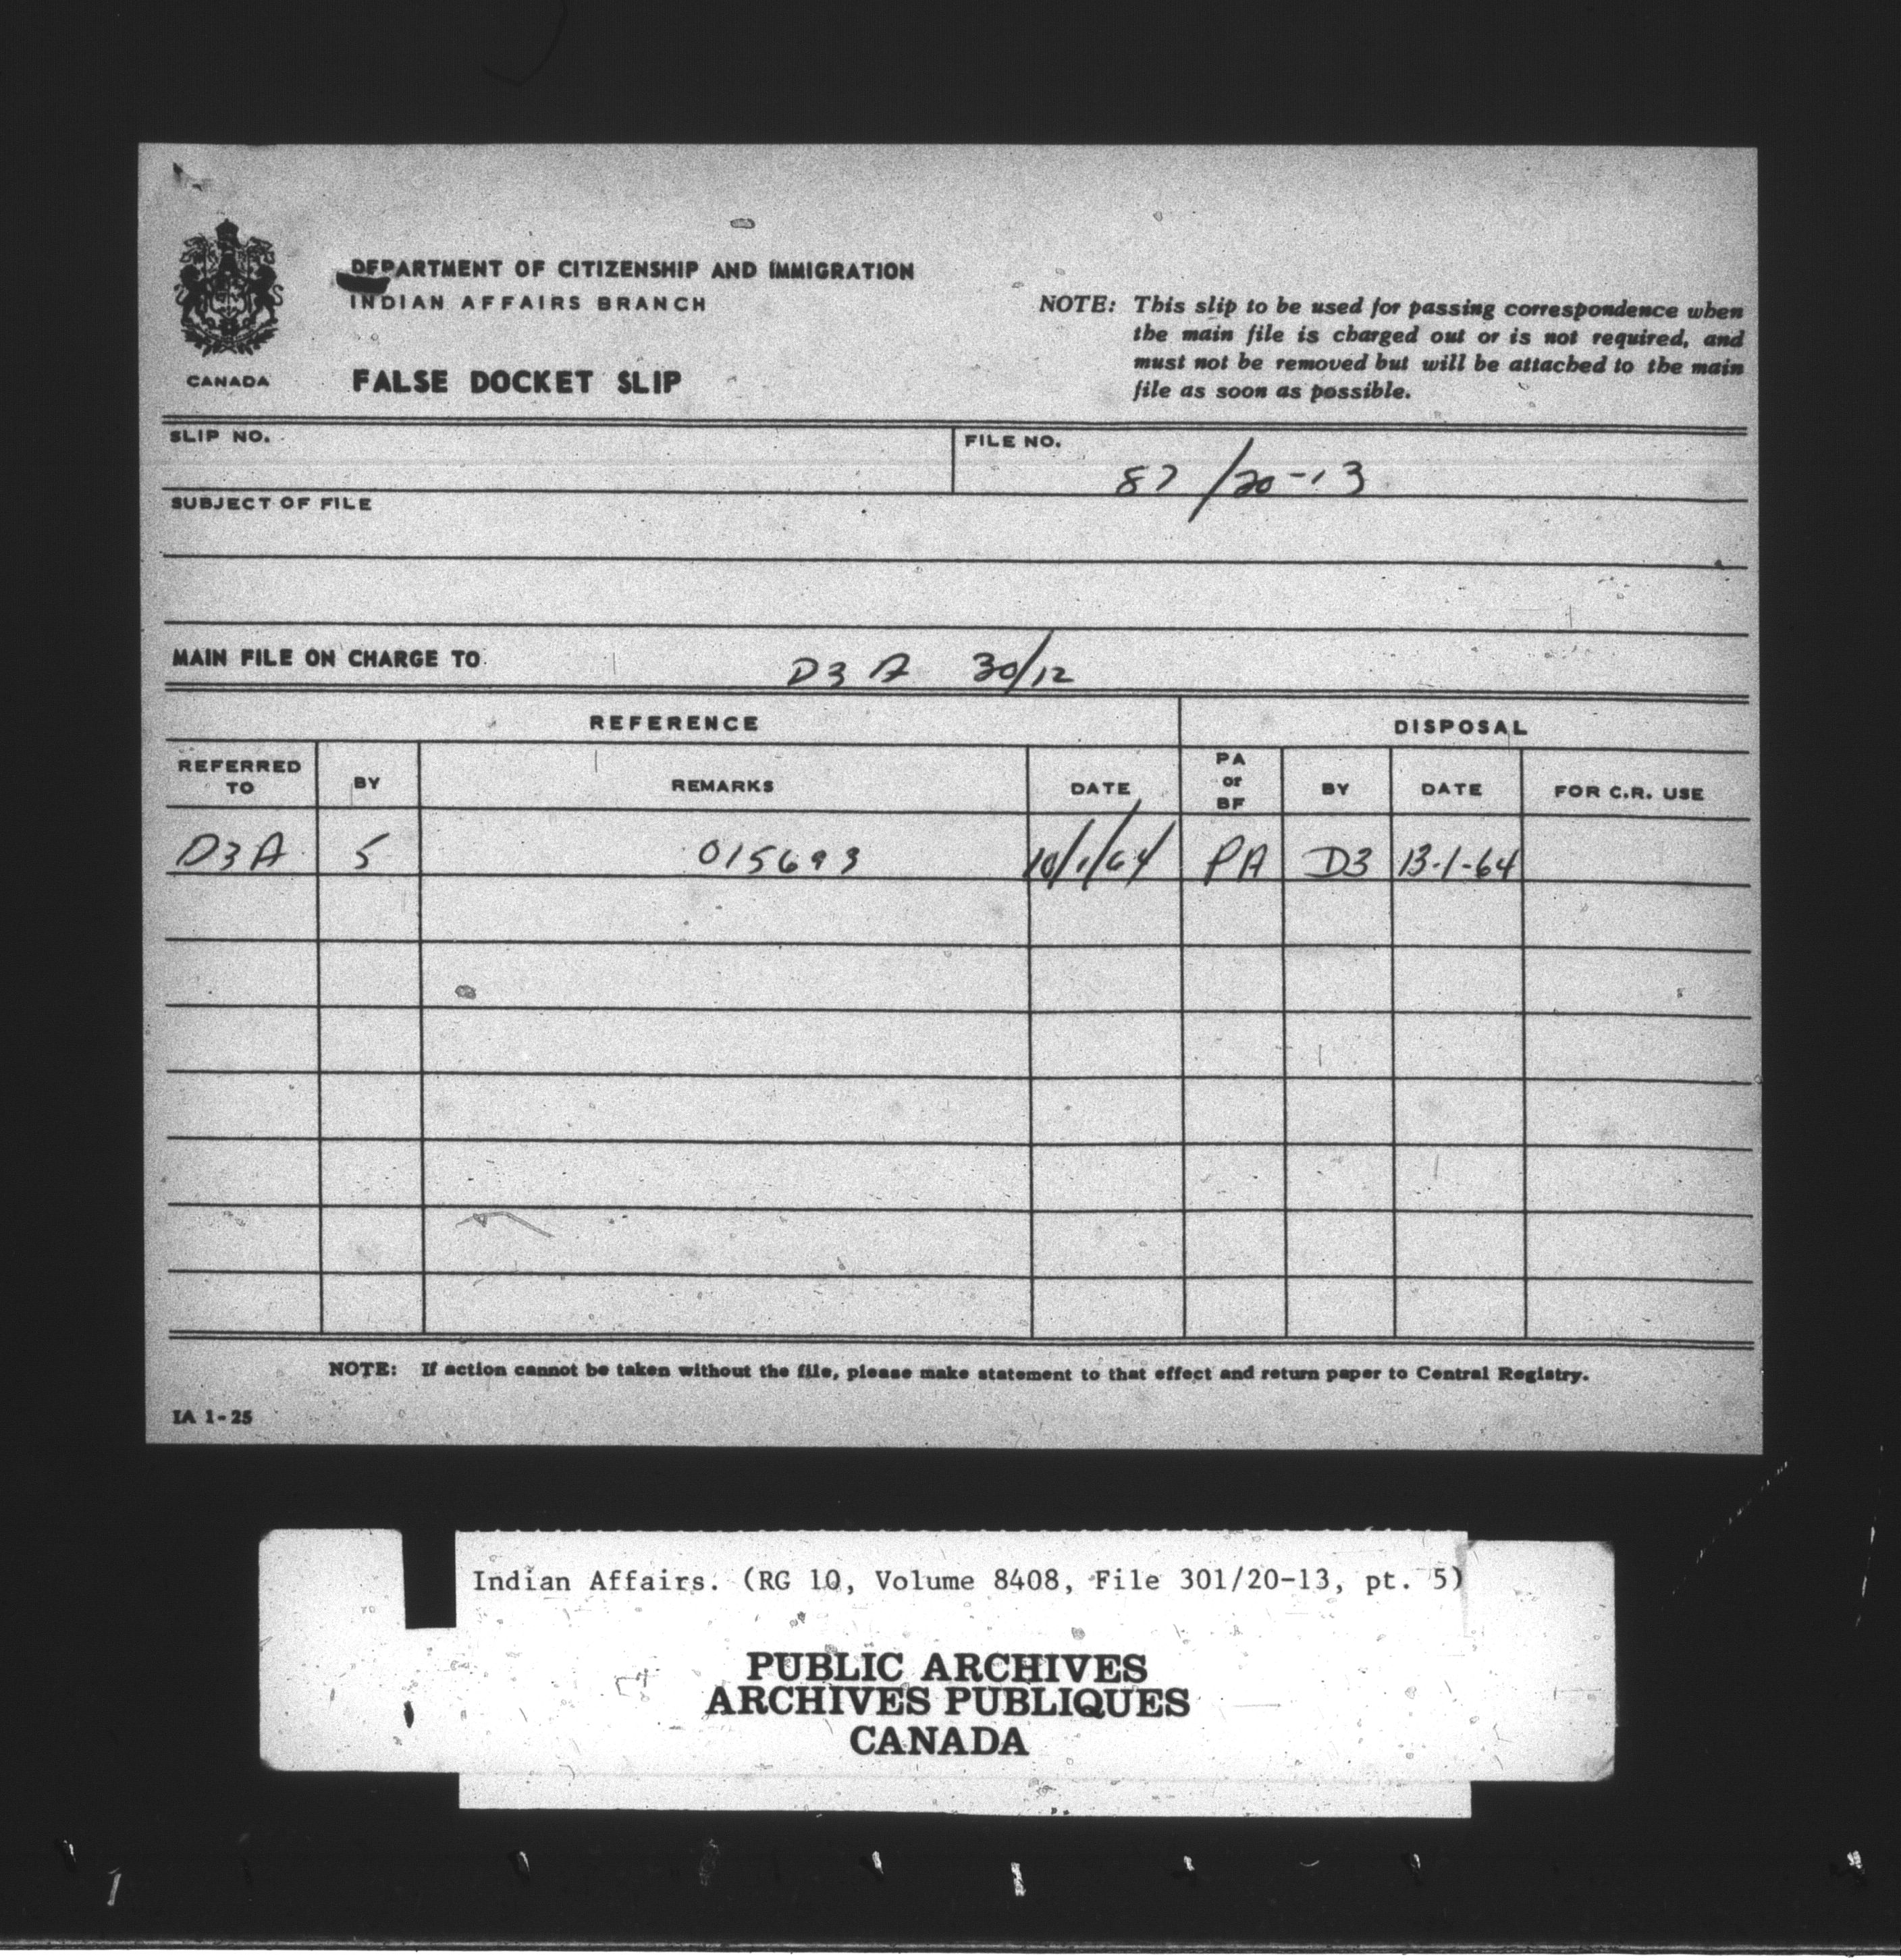 DEPARTMENT OF CITIZENSHIP AND IMMIGRATION
INDIAN AFFAIRS BRANCH
CANADA
FALSE DOCKET SLIP
NOTE: This slip to be used for passing correspondence when
the main file is charged out or is not required, and
must not be removed but will be attached to the main
file as soon as possible.
SLIP NO.
FILE NO.
87/20-13
SUBJECT OF FILE
MAIN FILE ON CHARGE TO D3A 30/12
REFERENCE DISPOSAL
REFERRED TO BY REMARKS DATE PA or BF BY DATE FOR C.R. USE
D3A 5 015693 10/1/64 PA D3 13-1-64
NOTE: If action cannot be taken without the file, please make statement to that effect and return paper to Central Registry.
IA 1-25
Indian Affairs. (RG 10, Volume 8408, File 301/20-13, pt. 5)
PUBLIC ARCHIVES
ARCHIVES PUBLIQUES
CANADA